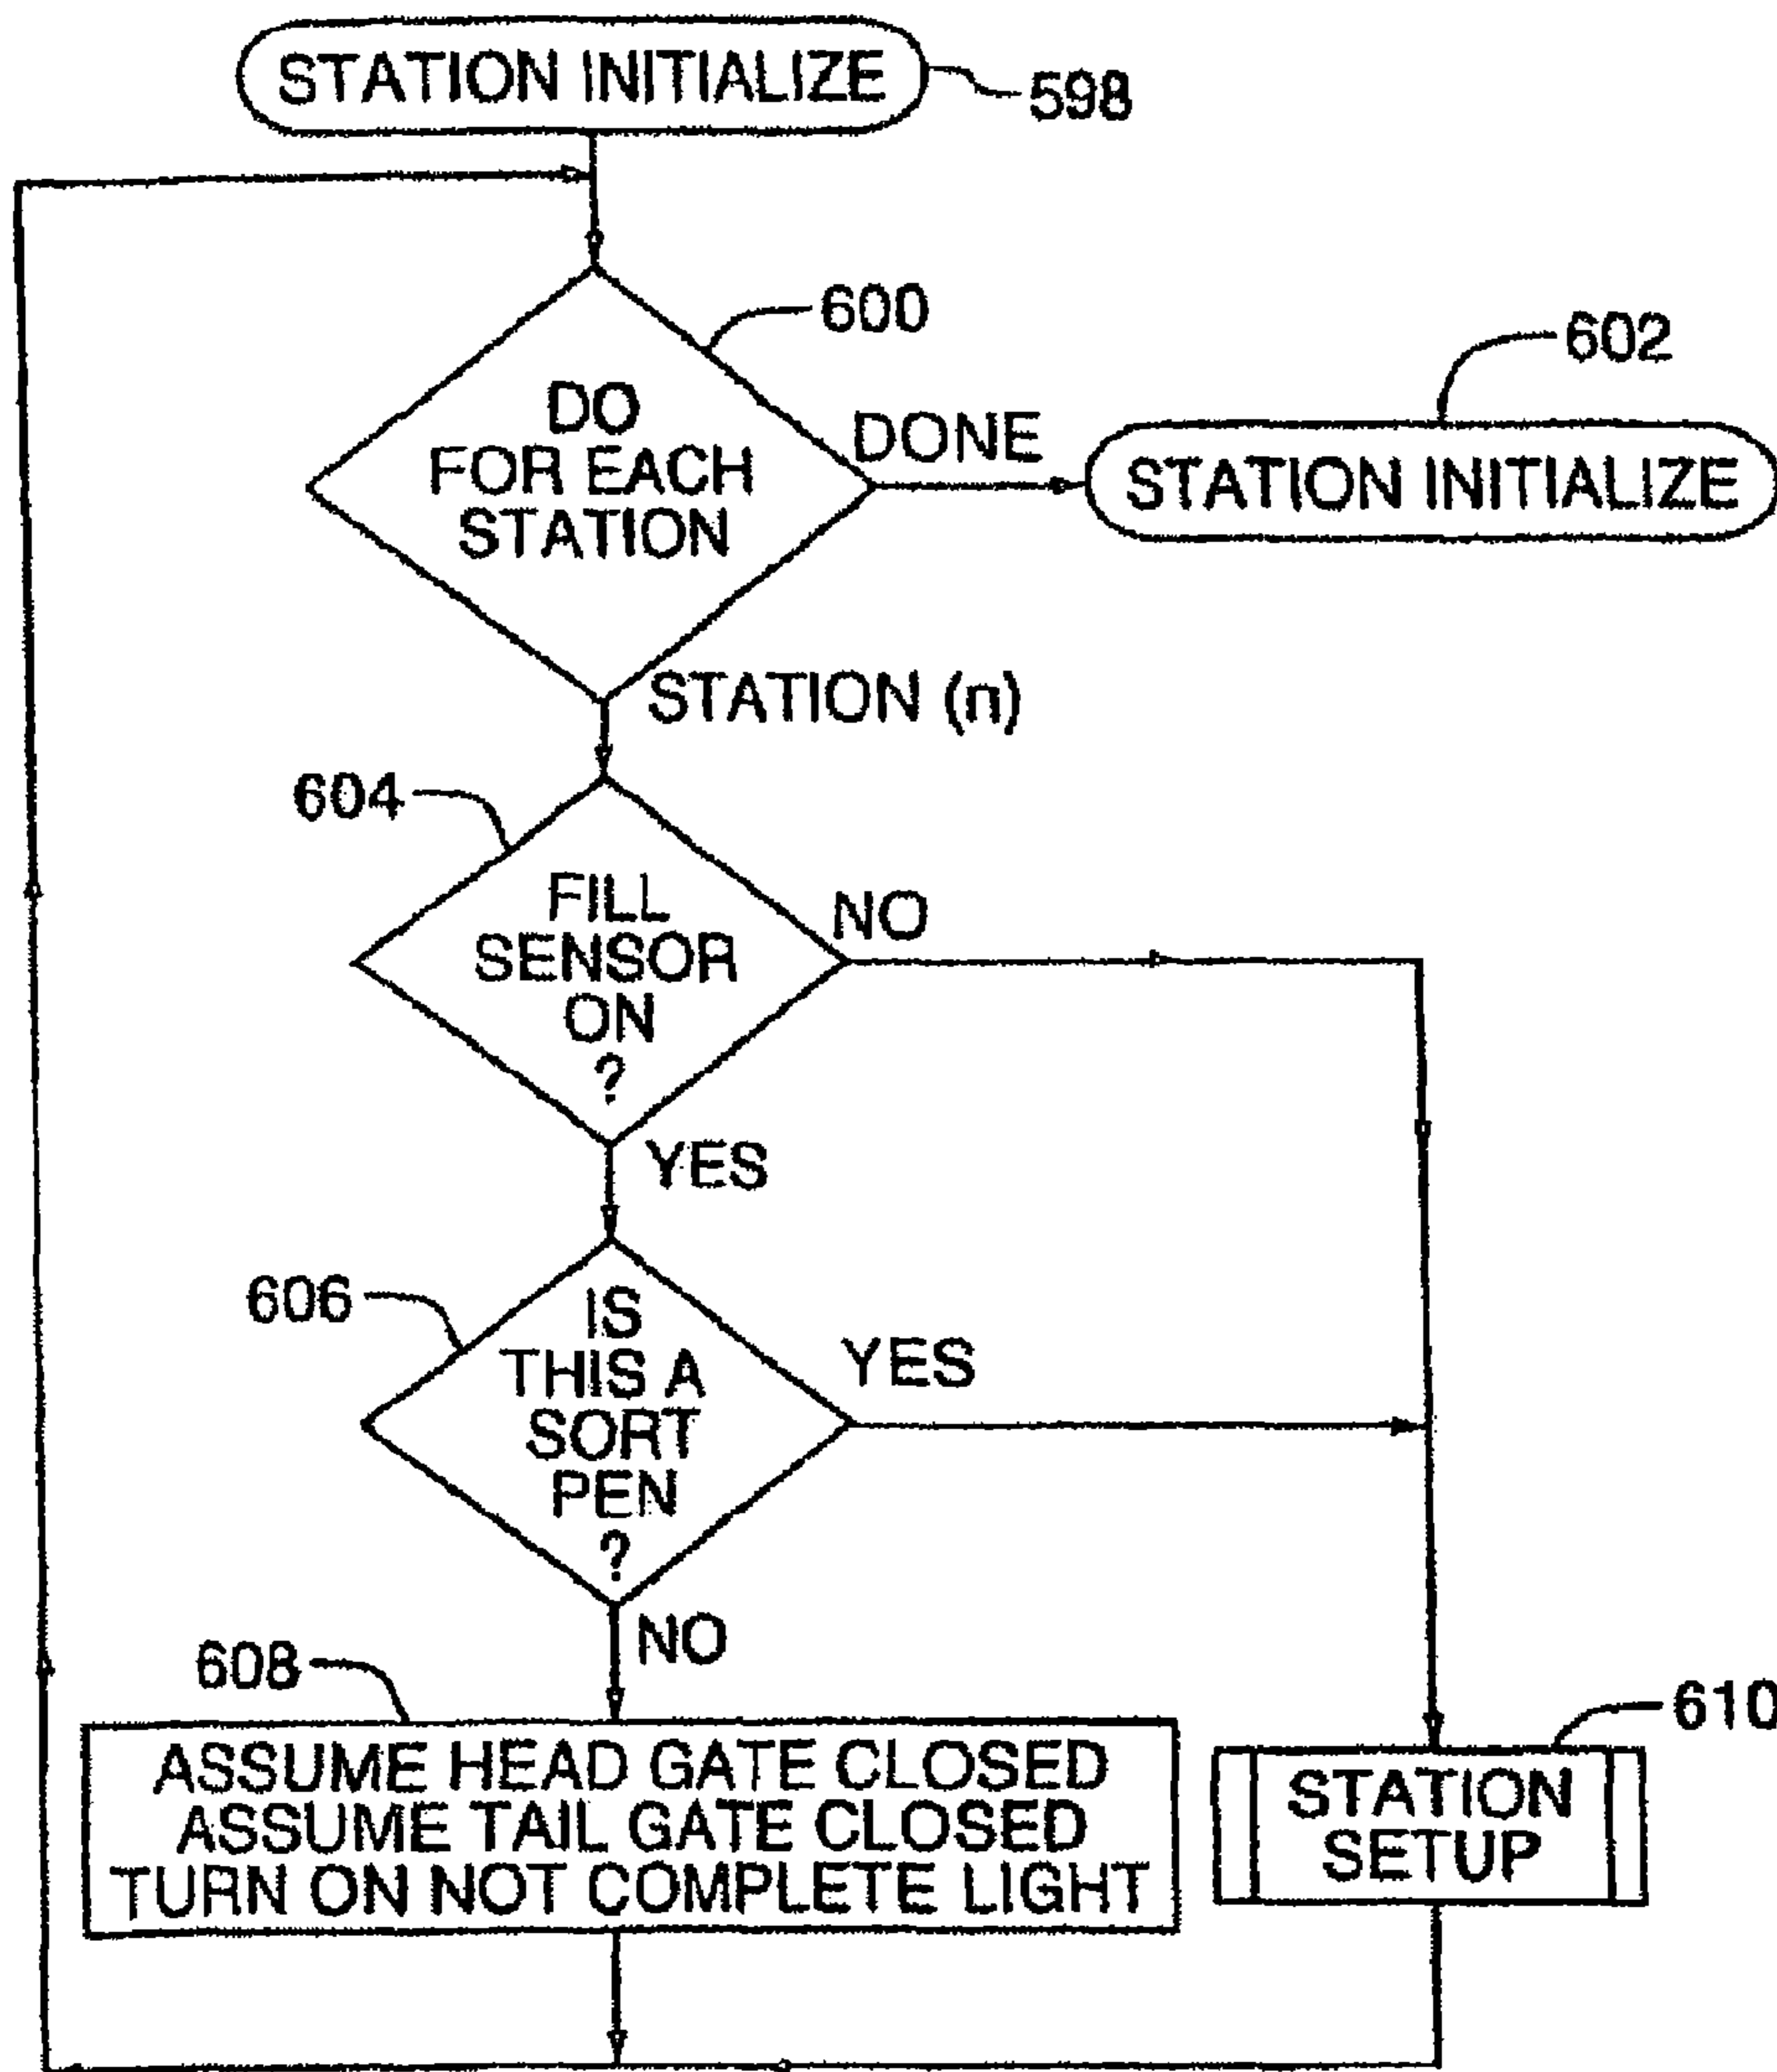 STATION INITIALIZE
598
600
DO
FOR EACH
STATION
DONE
602
STATION INITIALIZE
STATION (n)
604
FILL
SENSOR
ON
?
NO
YES
606
IS
THIS A
SORT
PEN
?
YES
NO
608
ASSUME HEAD GATE CLOSED
ASSUME TAIL GATE CLOSED
TURN ON NOT COMPLETE LIGHT
610
STATION
SETUP